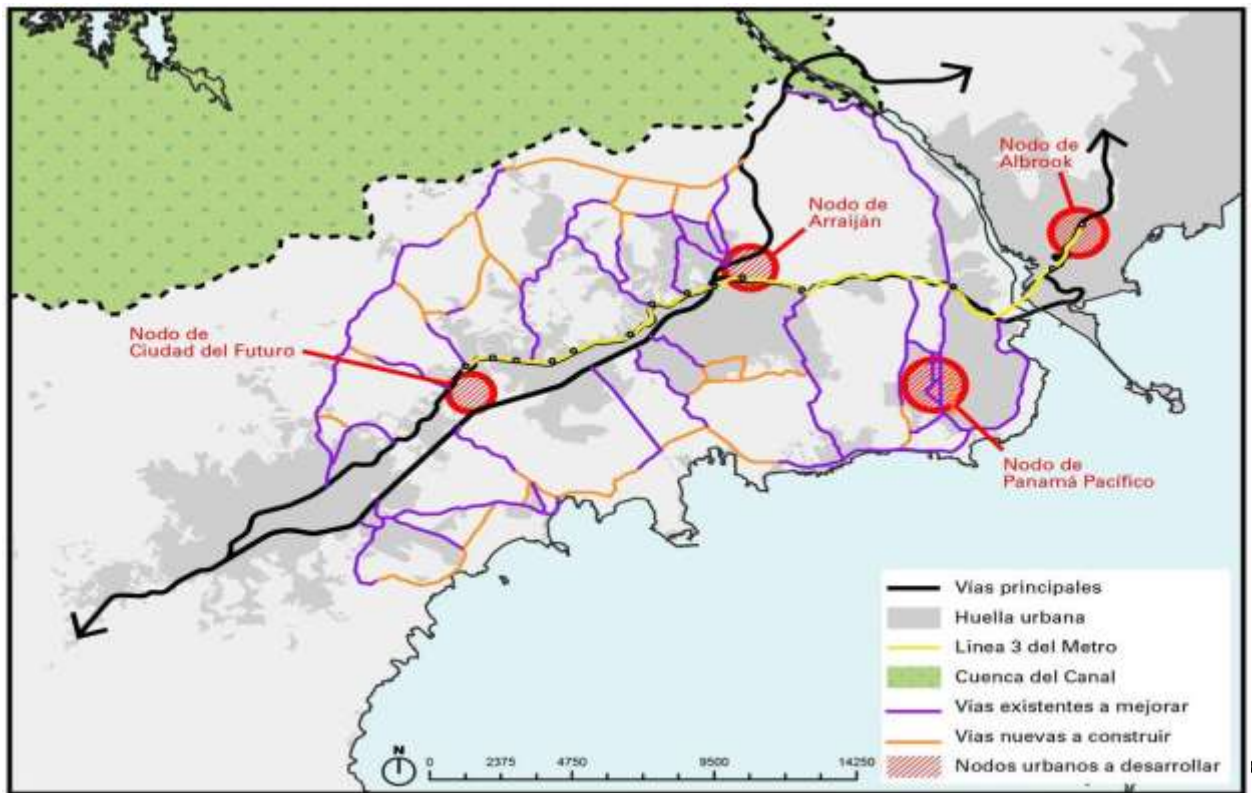 Nodo de
Albrook
Nodo de
Arraiján
Nodo de
Ciudad del Futuro
Nodo de
Panamá Pacífico
Vías principales
Huella urbana
Línea 3 del Metro
Cuenca del Canal
Vías existentes a mejorar
Vías nuevas a construir
Nodos urbanos a desarrollar
N
0 2375 4750 9500 14250